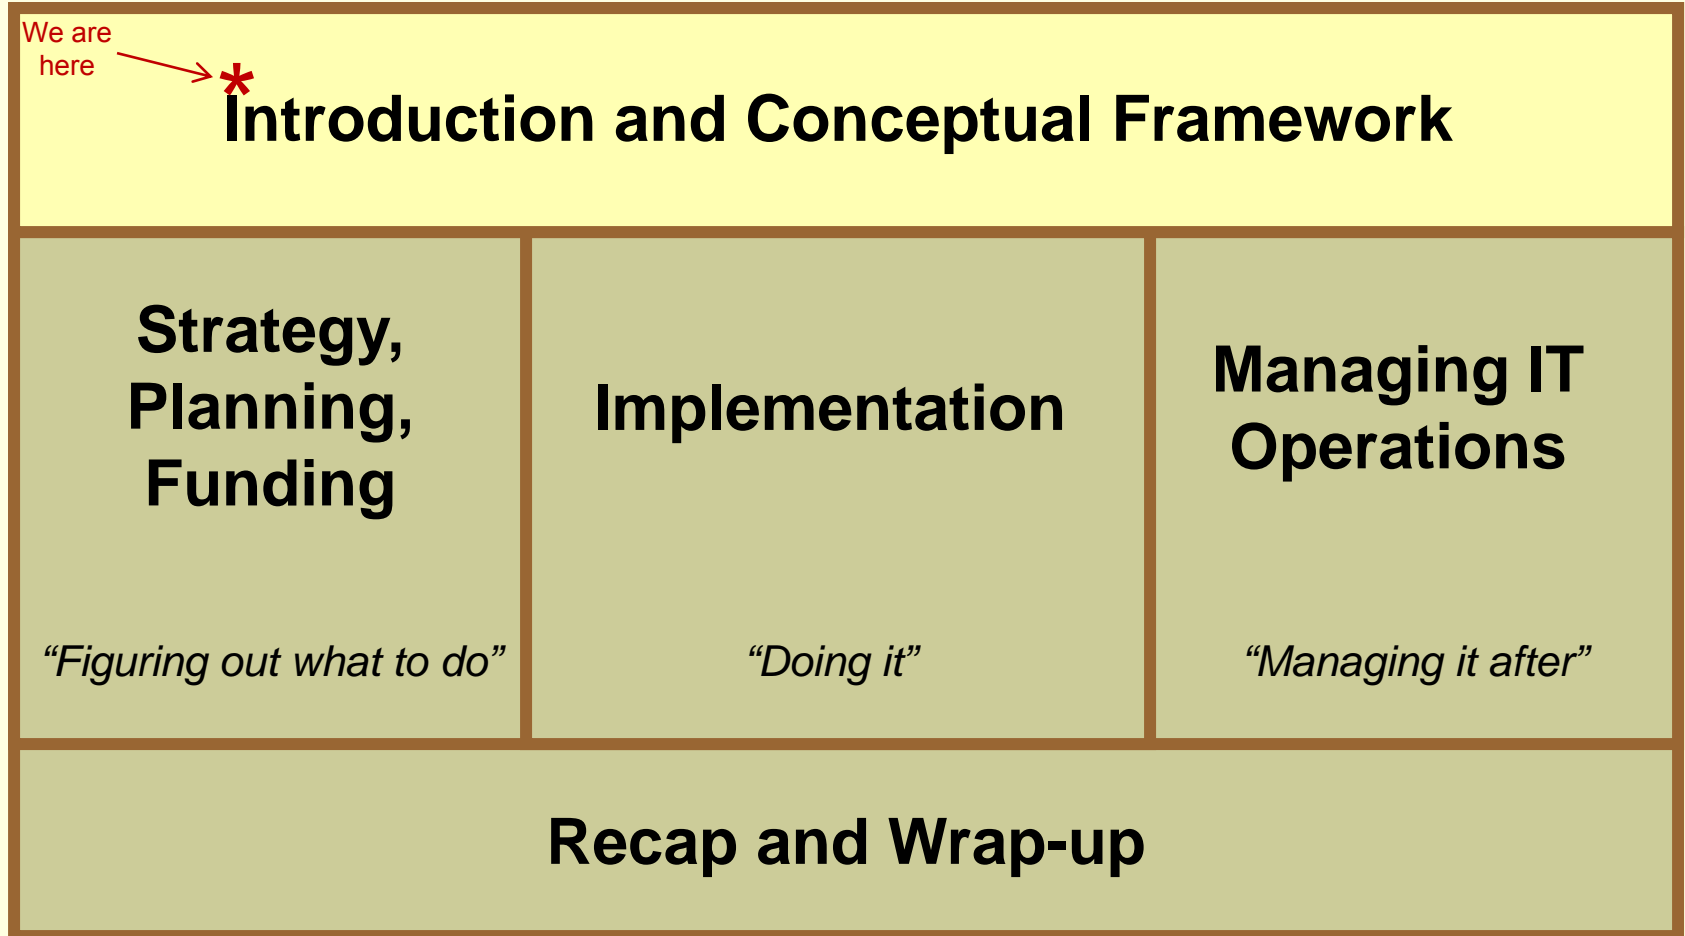 We are
here
*
Introduction and Conceptual Framework
Strategy,
Planning,
Funding
“Figuring out what to do”
Implementation
“Doing it”
Managing IT
Operations
“Managing it after”
Recap and Wrap-up